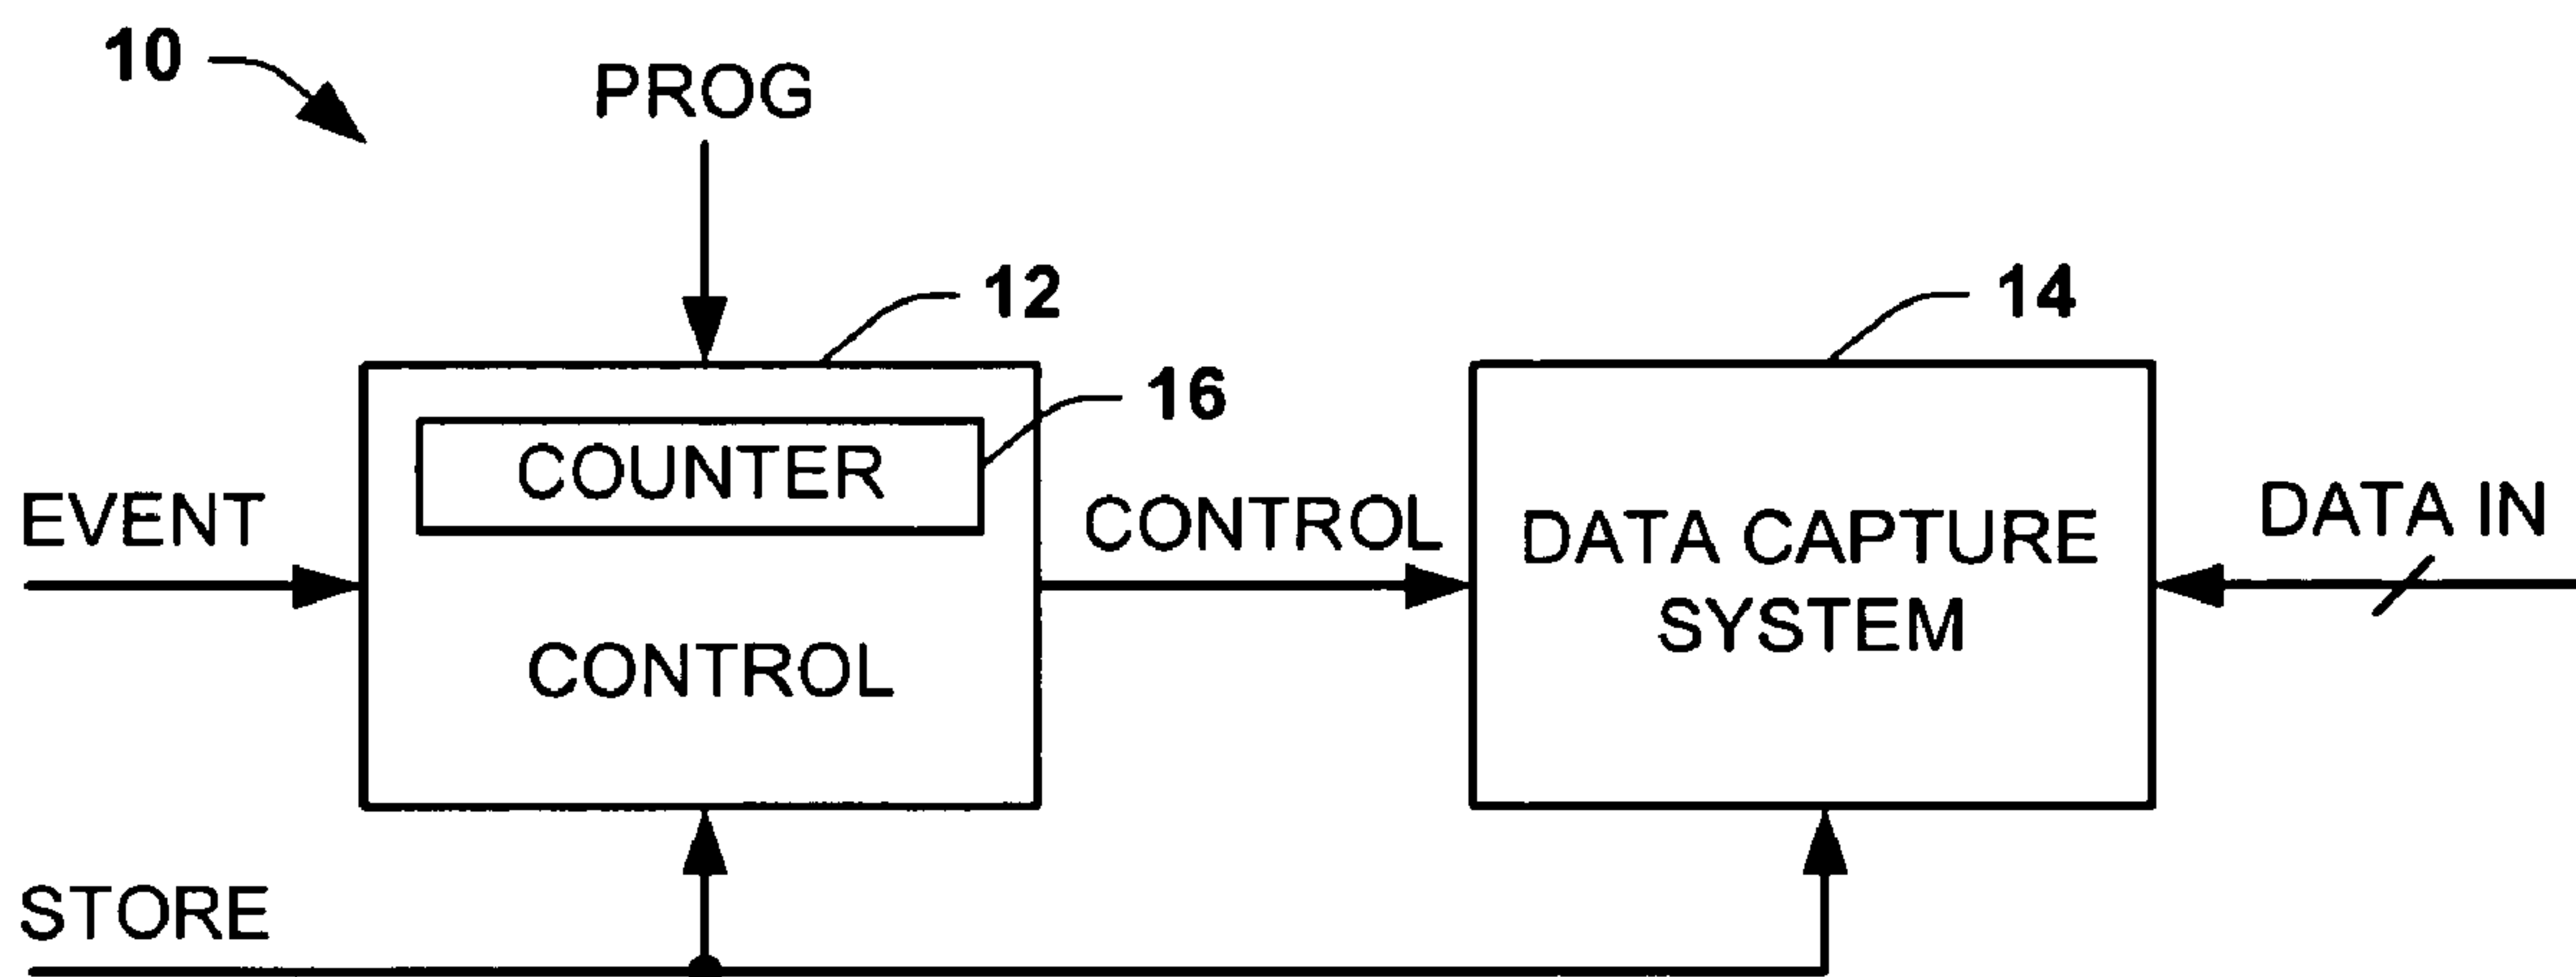 10
PROG
12
14
16
COUNTER
EVENT
CONTROL
DATA IN
DATA CAPTURE
SYSTEM
CONTROL
STORE